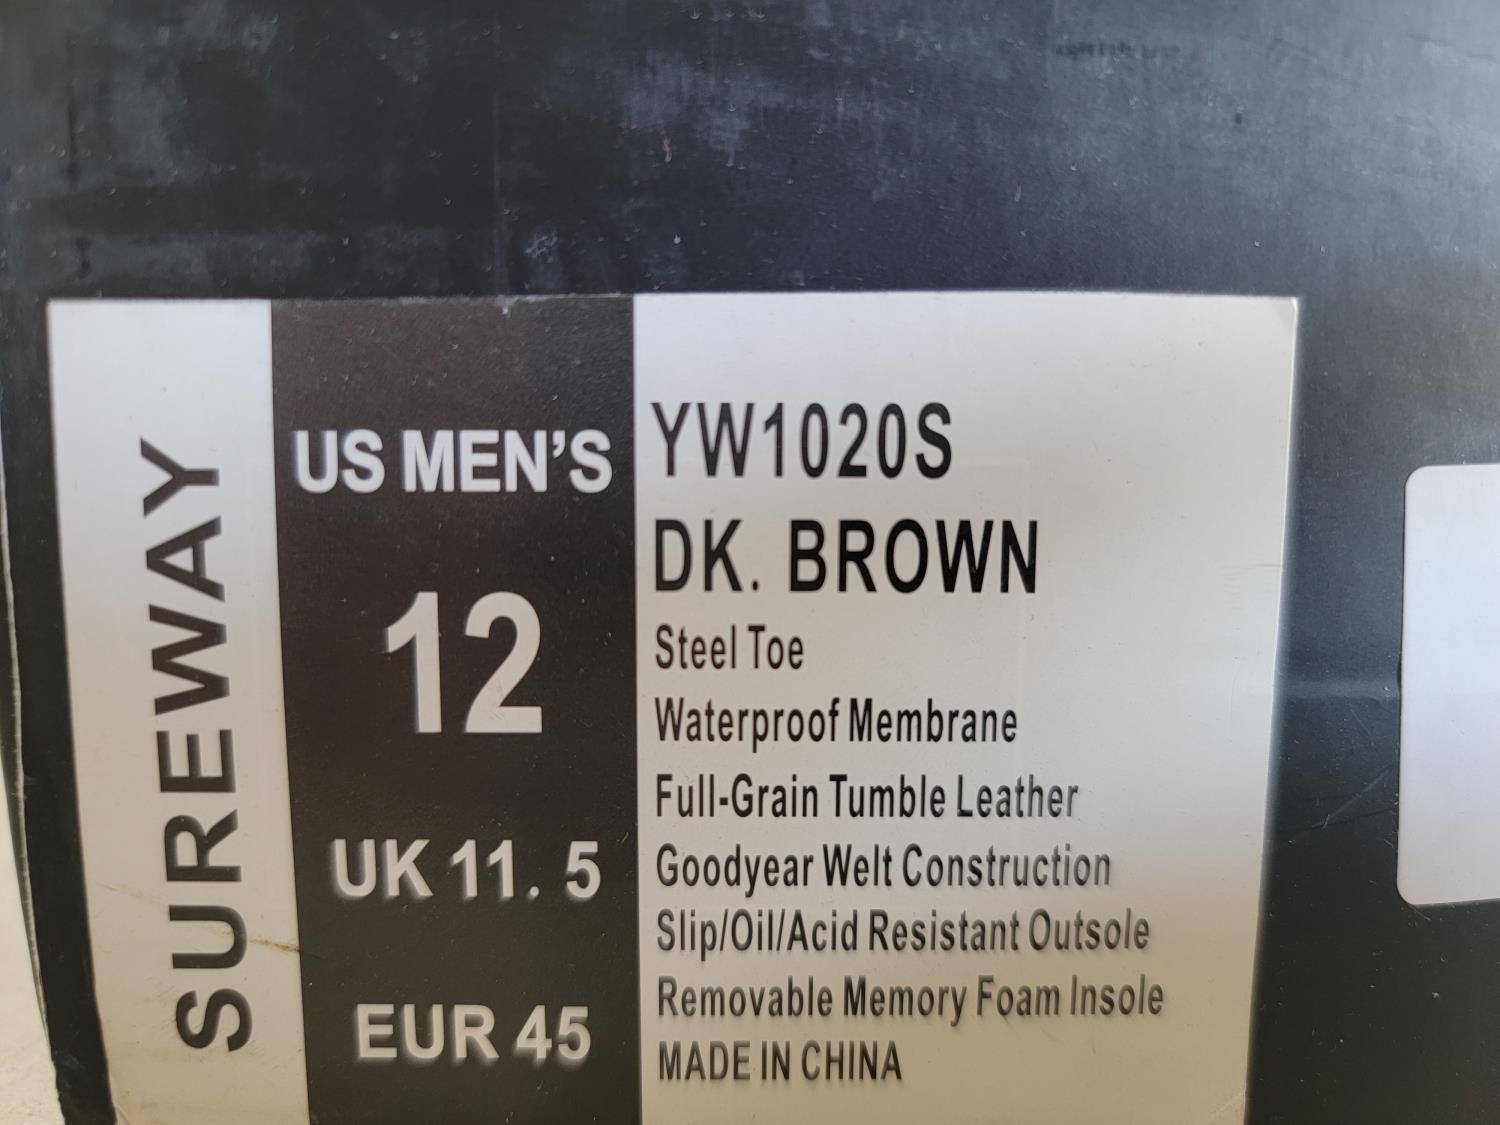 SUREWAY
US MEN'S
12
UK 11. 5
EUR 45
YW1020S
DK. BROWN
Steel Toe
Waterproof Membrane
Full-Grain Tumble Leather
Goodyear Welt Construction
Slip/Oil/Acid Resistant Outsole
Removable Memory Foam Insole
MADE IN CHINA